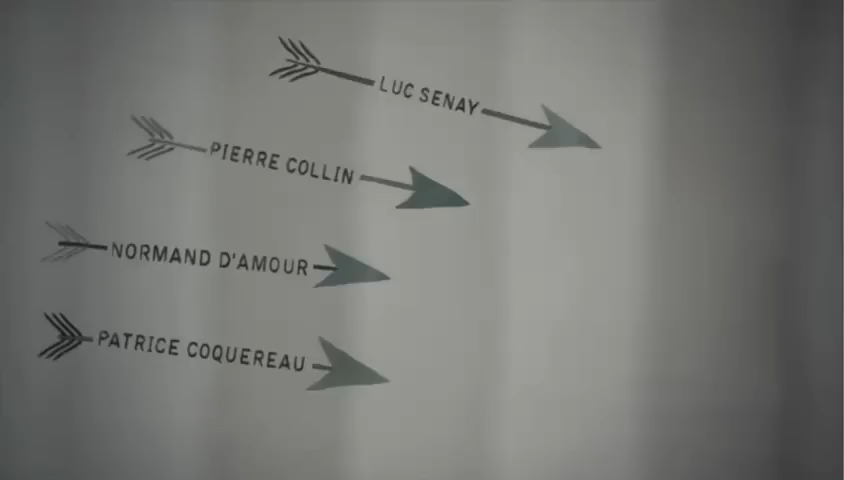 LUC SENAY
PIERRE COLLIN
NORMAND D'AMOUR
PATRICE COQUEREAU